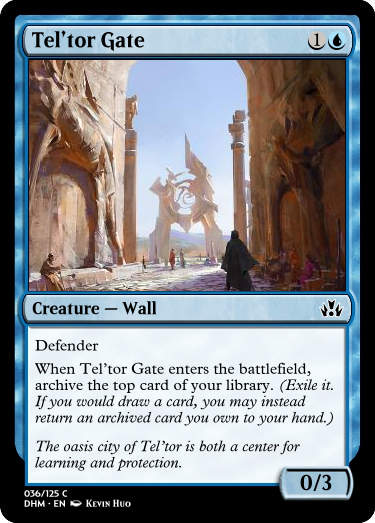 Tel'tor Gate 1
Creature — Wall
Defender
When Tel'tor Gate enters the battlefield,
archive the top card of your library. (Exile it.
If you would draw a card, you may instead
return an archived card you own to your hand.)
The oasis city of Tel'tor is both a center for
learning and protection.
0/3
036/125 C
DHM • EN Kevin Huo